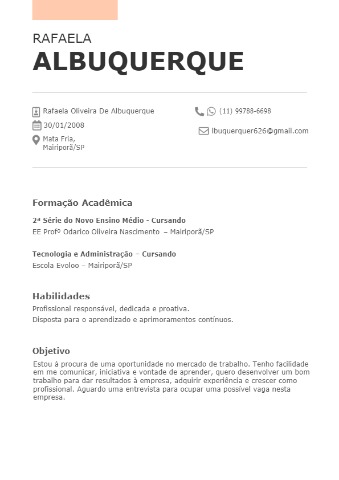 RAFAELA
ALBUQUERQUE
Rafaela Oliveira De Albuquerque
(11) 99788-6698
30/01/2008
ibuquerquer626@gmail.com
Mata Fria,
Mairiporã/SP
Formação Acadêmica
2ª Série do Novo Ensino Médio - Cursando
EE Profº Odarico Oliveira Nascimento – Mairiporã/SP
Tecnologia e Administração – Cursando
Escola Evoloo – Mairiporã/SP
Habilidades
Profissional responsável, dedicada e proativa.
Disposta para o aprendizado e aprimoramentos contínuos.
Objetivo
Estou à procura de uma oportunidade no mercado de trabalho. Tenho facilidade
em me comunicar, iniciativa e vontade de aprender, quero desenvolver um bom
trabalho para dar resultados à empresa, adquirir experiência e crescer como
profissional. Aguardo uma entrevista para ocupar uma possível vaga nesta
empresa.